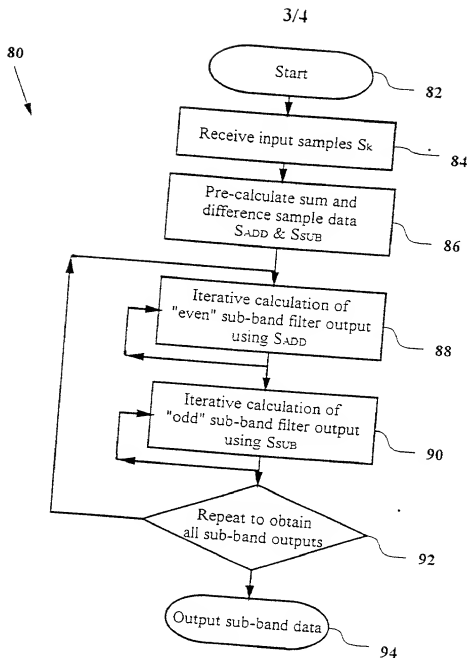 3/4
80
Start
82
Receive input samples Sk
84
Pre-calculate sum and
difference sample data
SADD & SSUB
86
Iterative calculation of
"even" sub-band filter output
using SADD
88
Iterative calculation of
"odd" sub-band filter output
using SSUB
90
Repeat to obtain
all sub-band outputs
92
Output sub-band data
94